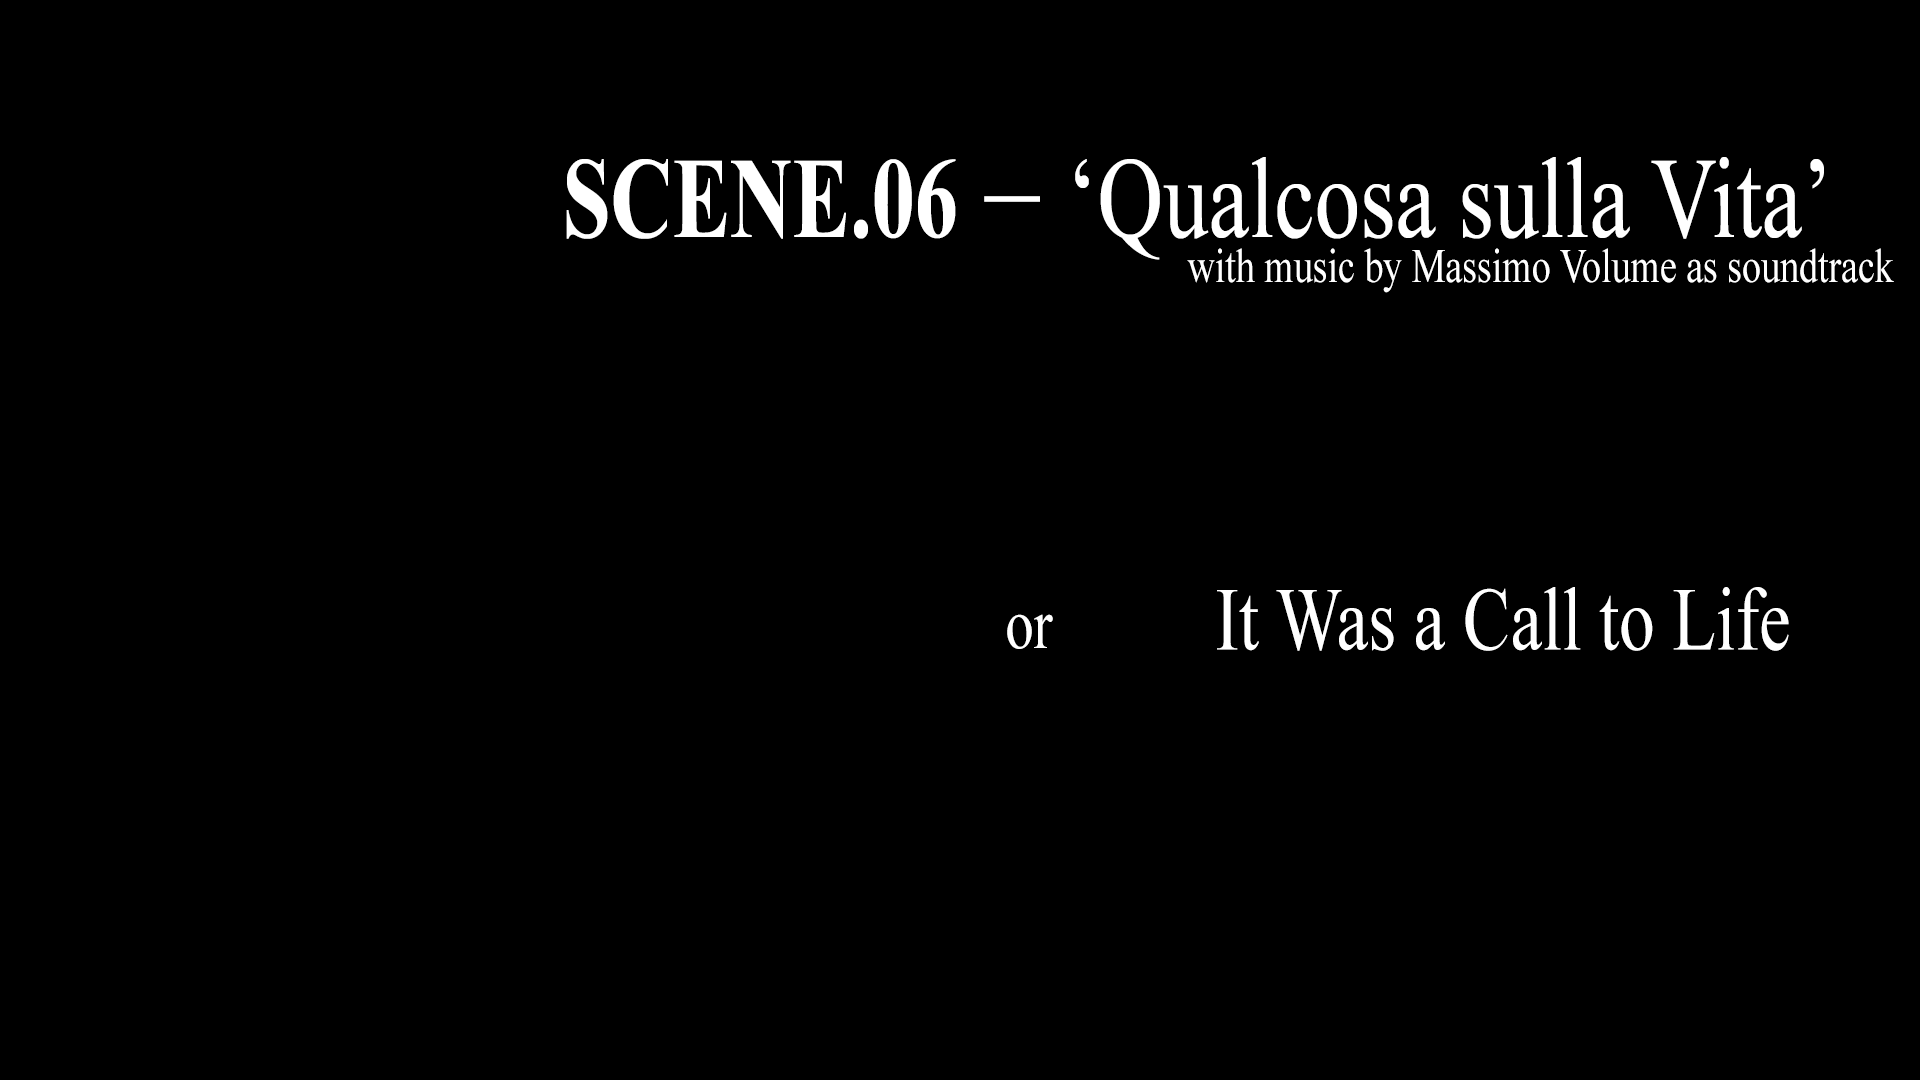 SCENE.06 – ‘Qualcosa sulla Vita’
with music by Massimo Volume as soundtrack
or It Was a Call to Life